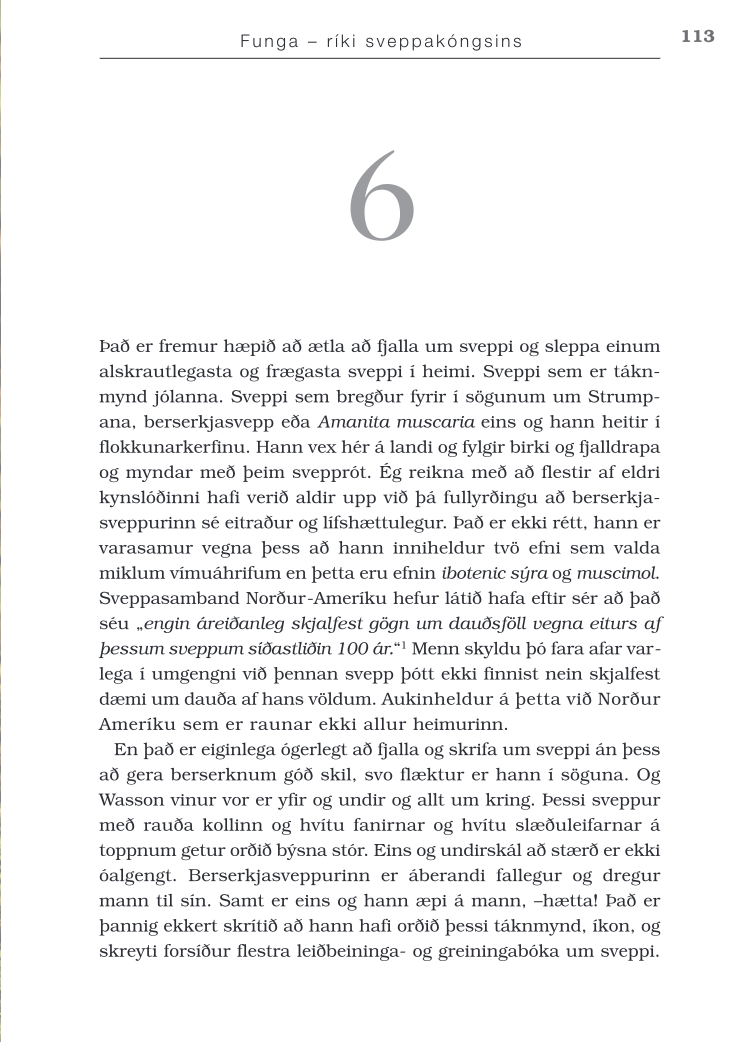 Funga – ríki sveppakóngsins
113
6
Það er fremur hæpið að ætla að fjalla um sveppi og sleppa einum
alskrautlegasta og frægasta sveppi í heimi. Sveppi sem er tákn-
mynd jólanna. Sveppi sem bregður fyrir í sögunum um Strump-
ana, berserkjasvepp eða Amanita muscaria eins og hann heitir í
flokkunarkerfinu. Hann vex hér á landi og fylgir birki og fjalldrapa
og myndar með þeim svepprót. Ég reikna með að flestir af eldri
kynslóðinni hafi verið aldir upp við þá fullyrðingu að berserkja-
sveppurinn sé eitraður og lífshættulegur. Það er ekki rétt, hann er
varasamur vegna þess að hann inniheldur tvö efni sem valda
miklum vímuáhrifum en þetta eru efnin ibotenic sýra og muscimol.
Sveppasamband Norður-Ameríku hefur látið hafa eftir sér að það
séu „engin áreiðanleg skjalfest gögn um dauðsföll vegna eiturs af
þessum sveppum síðastliðin 100 ár.“1 Menn skyldu þó fara afar var-
lega í umgengni við þennan svepp þótt ekki finnist nein skjalfest
dæmi um dauða af hans völdum. Aukinheldur á þetta við Norður
Ameríku sem er raunar ekki allur heimurinn.
En það er eiginlega ógerlegt að fjalla og skrifa um sveppi án þess
að gera berserknum góð skil, svo flæktur er hann í söguna. Og
Wasson vinur vor er yfir og undir og allt um kring. Þessi sveppur
með rauða kollinn og hvítu fanirnar og hvítu slæðuleifarnar á
toppnum getur orðið býsna stór. Eins og undirskál að stærð er ekki
óalgengt. Berserkjasveppurinn er áberandi fallegur og dregur
mann til sín. Samt er eins og hann æpi á mann, –hætta! Það er
þannig ekkert skrítið að hann hafi orðið þessi táknmynd, íkon, og
skreyti forsíður flestra leiðbeininga- og greiningabóka um sveppi.